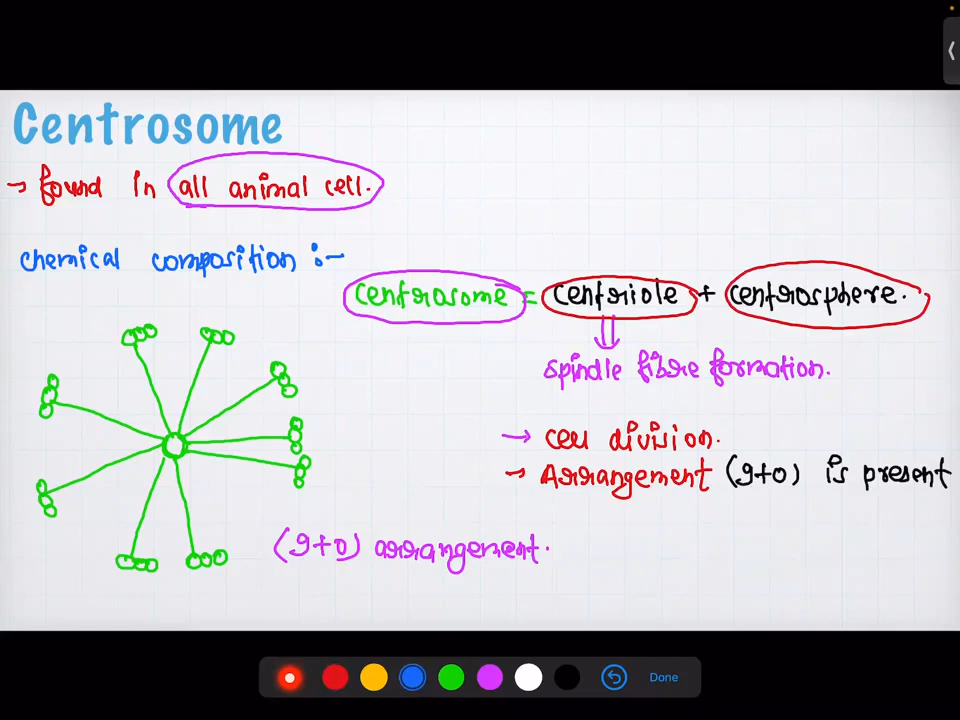 Centrosome
→ found in all animal cell.
chemical composition :-
centrosome = centriole + centrosphere.
spindle fibre formation.
→ cell division.
→ Arrangement (9+0) is present
(9+0) arrangement.
Done